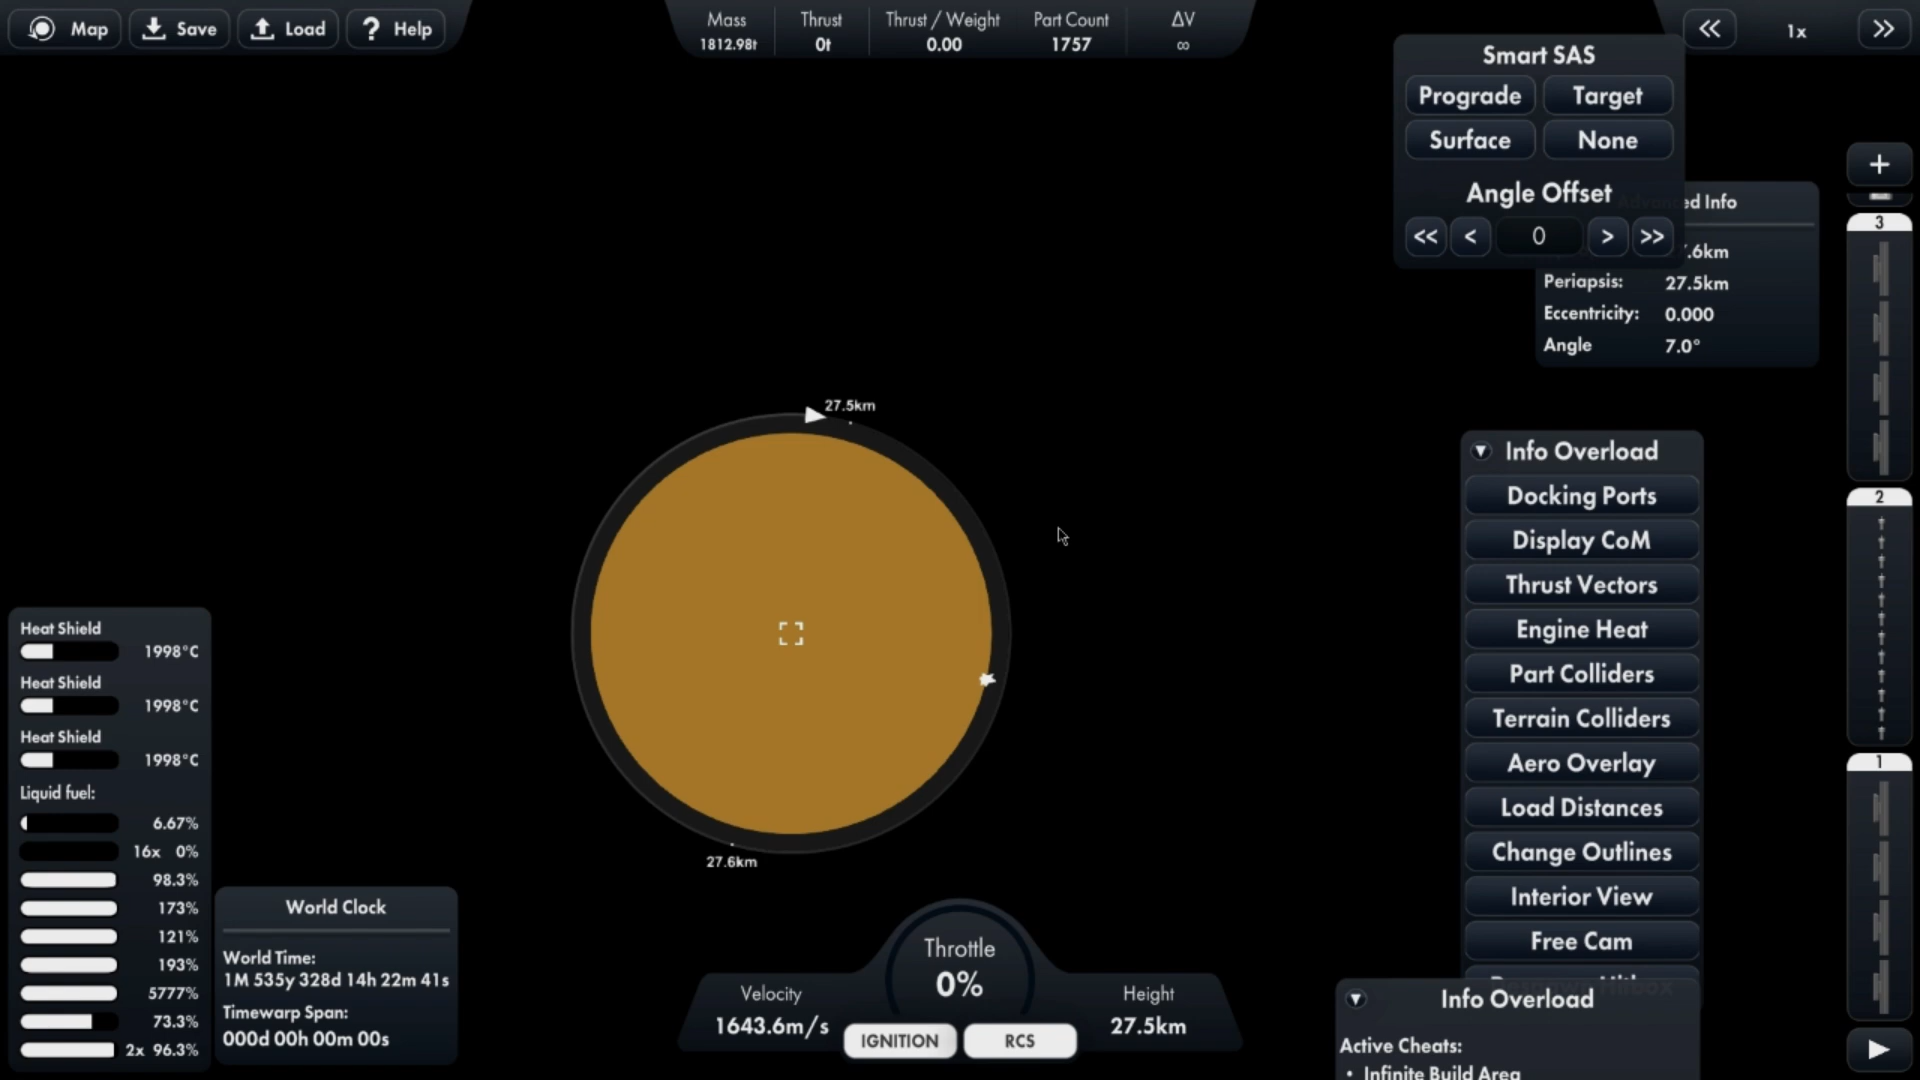 Map
Save
Load
? Help
Mass
1812.98t
Thrust
0t
Thrust / Weight
0.00
Part Count
1757
ΔV
∞
1x
Smart SAS
Prograde
Target
Surface
None
Angle Offset
<<
<
0
>
>>
ed Info
.6km
Periapsis: 27.5km
Eccentricity: 0.000
Angle 7.0°
+
3
2
1
27.5km
27.6km
Info Overload
Docking Ports
Display CoM
Thrust Vectors
Engine Heat
Part Colliders
Terrain Colliders
Aero Overlay
Load Distances
Change Outlines
Interior View
Free Cam
Info Overload
Active Cheats:
• Infinite Build Area
Heat Shield
1998°C
Heat Shield
1998°C
Heat Shield
1998°C
Liquid fuel:
6.67%
16x 0%
98.3%
173%
121%
193%
5777%
73.3%
2x 96.3%
World Clock
World Time:
1M 535y 328d 14h 22m 41s
Timewarp Span:
000d 00h 00m 00s
Throttle
0%
Velocity
1643.6m/s
IGNITION
RCS
Height
27.5km